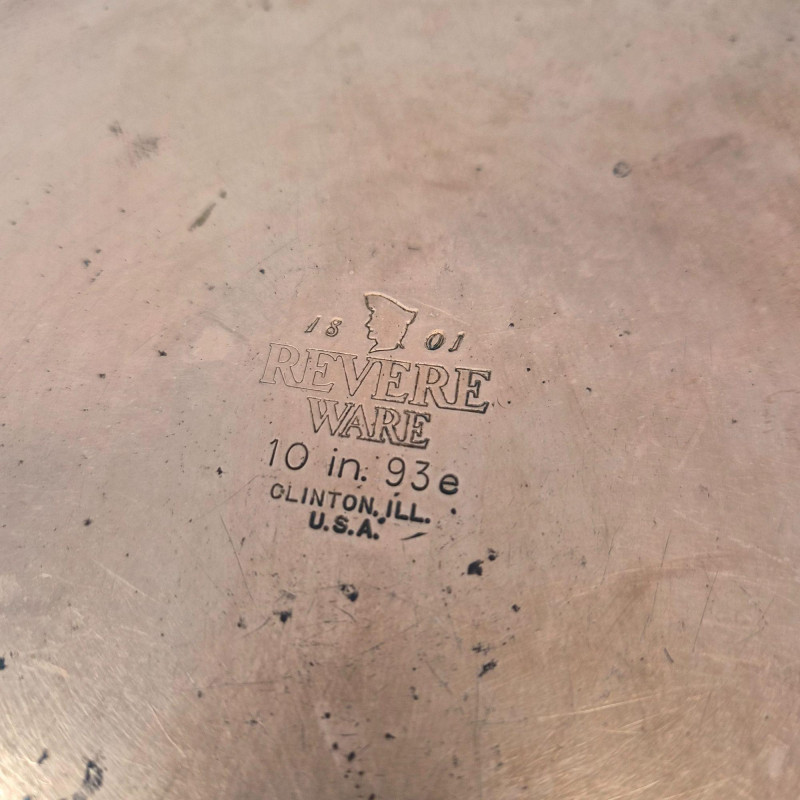 18 01
REVERE
WARE
10 in. 93e
CLINTON, ILL.
U.S.A.